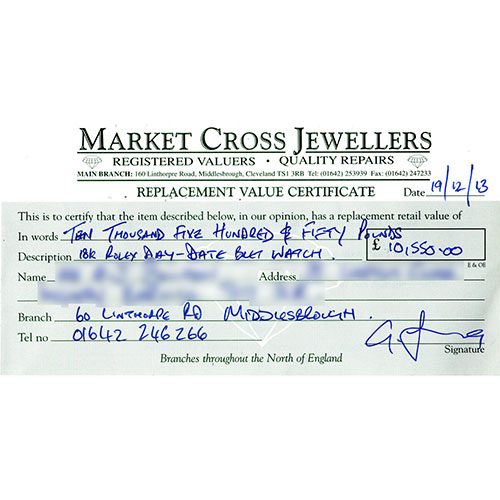 MARKET CROSS JEWELLERS
REGISTERED VALUERS • QUALITY REPAIRS
MAIN BRANCH: 160 Linthorpe Road, Middlesbrough, Cleveland TS1 3RB Tel: (01642) 253939 Fax: (01642) 247233
REPLACEMENT VALUE CERTIFICATE Date 19/12/13
This is to certify that the item described below, in our opinion, has a replacement retail value of
In words TEN THOUSAND FIVE HUNDRED & FIFTY POUNDS
£ 10,550.00
E & OE
Description 18K ROLEX DAY-DATE BLET WATCH.
Name Address
Branch 60 LINTHORPE RD MIDDLESBROUGH.
Tel no 01642 246266
Signature
Branches throughout the North of England